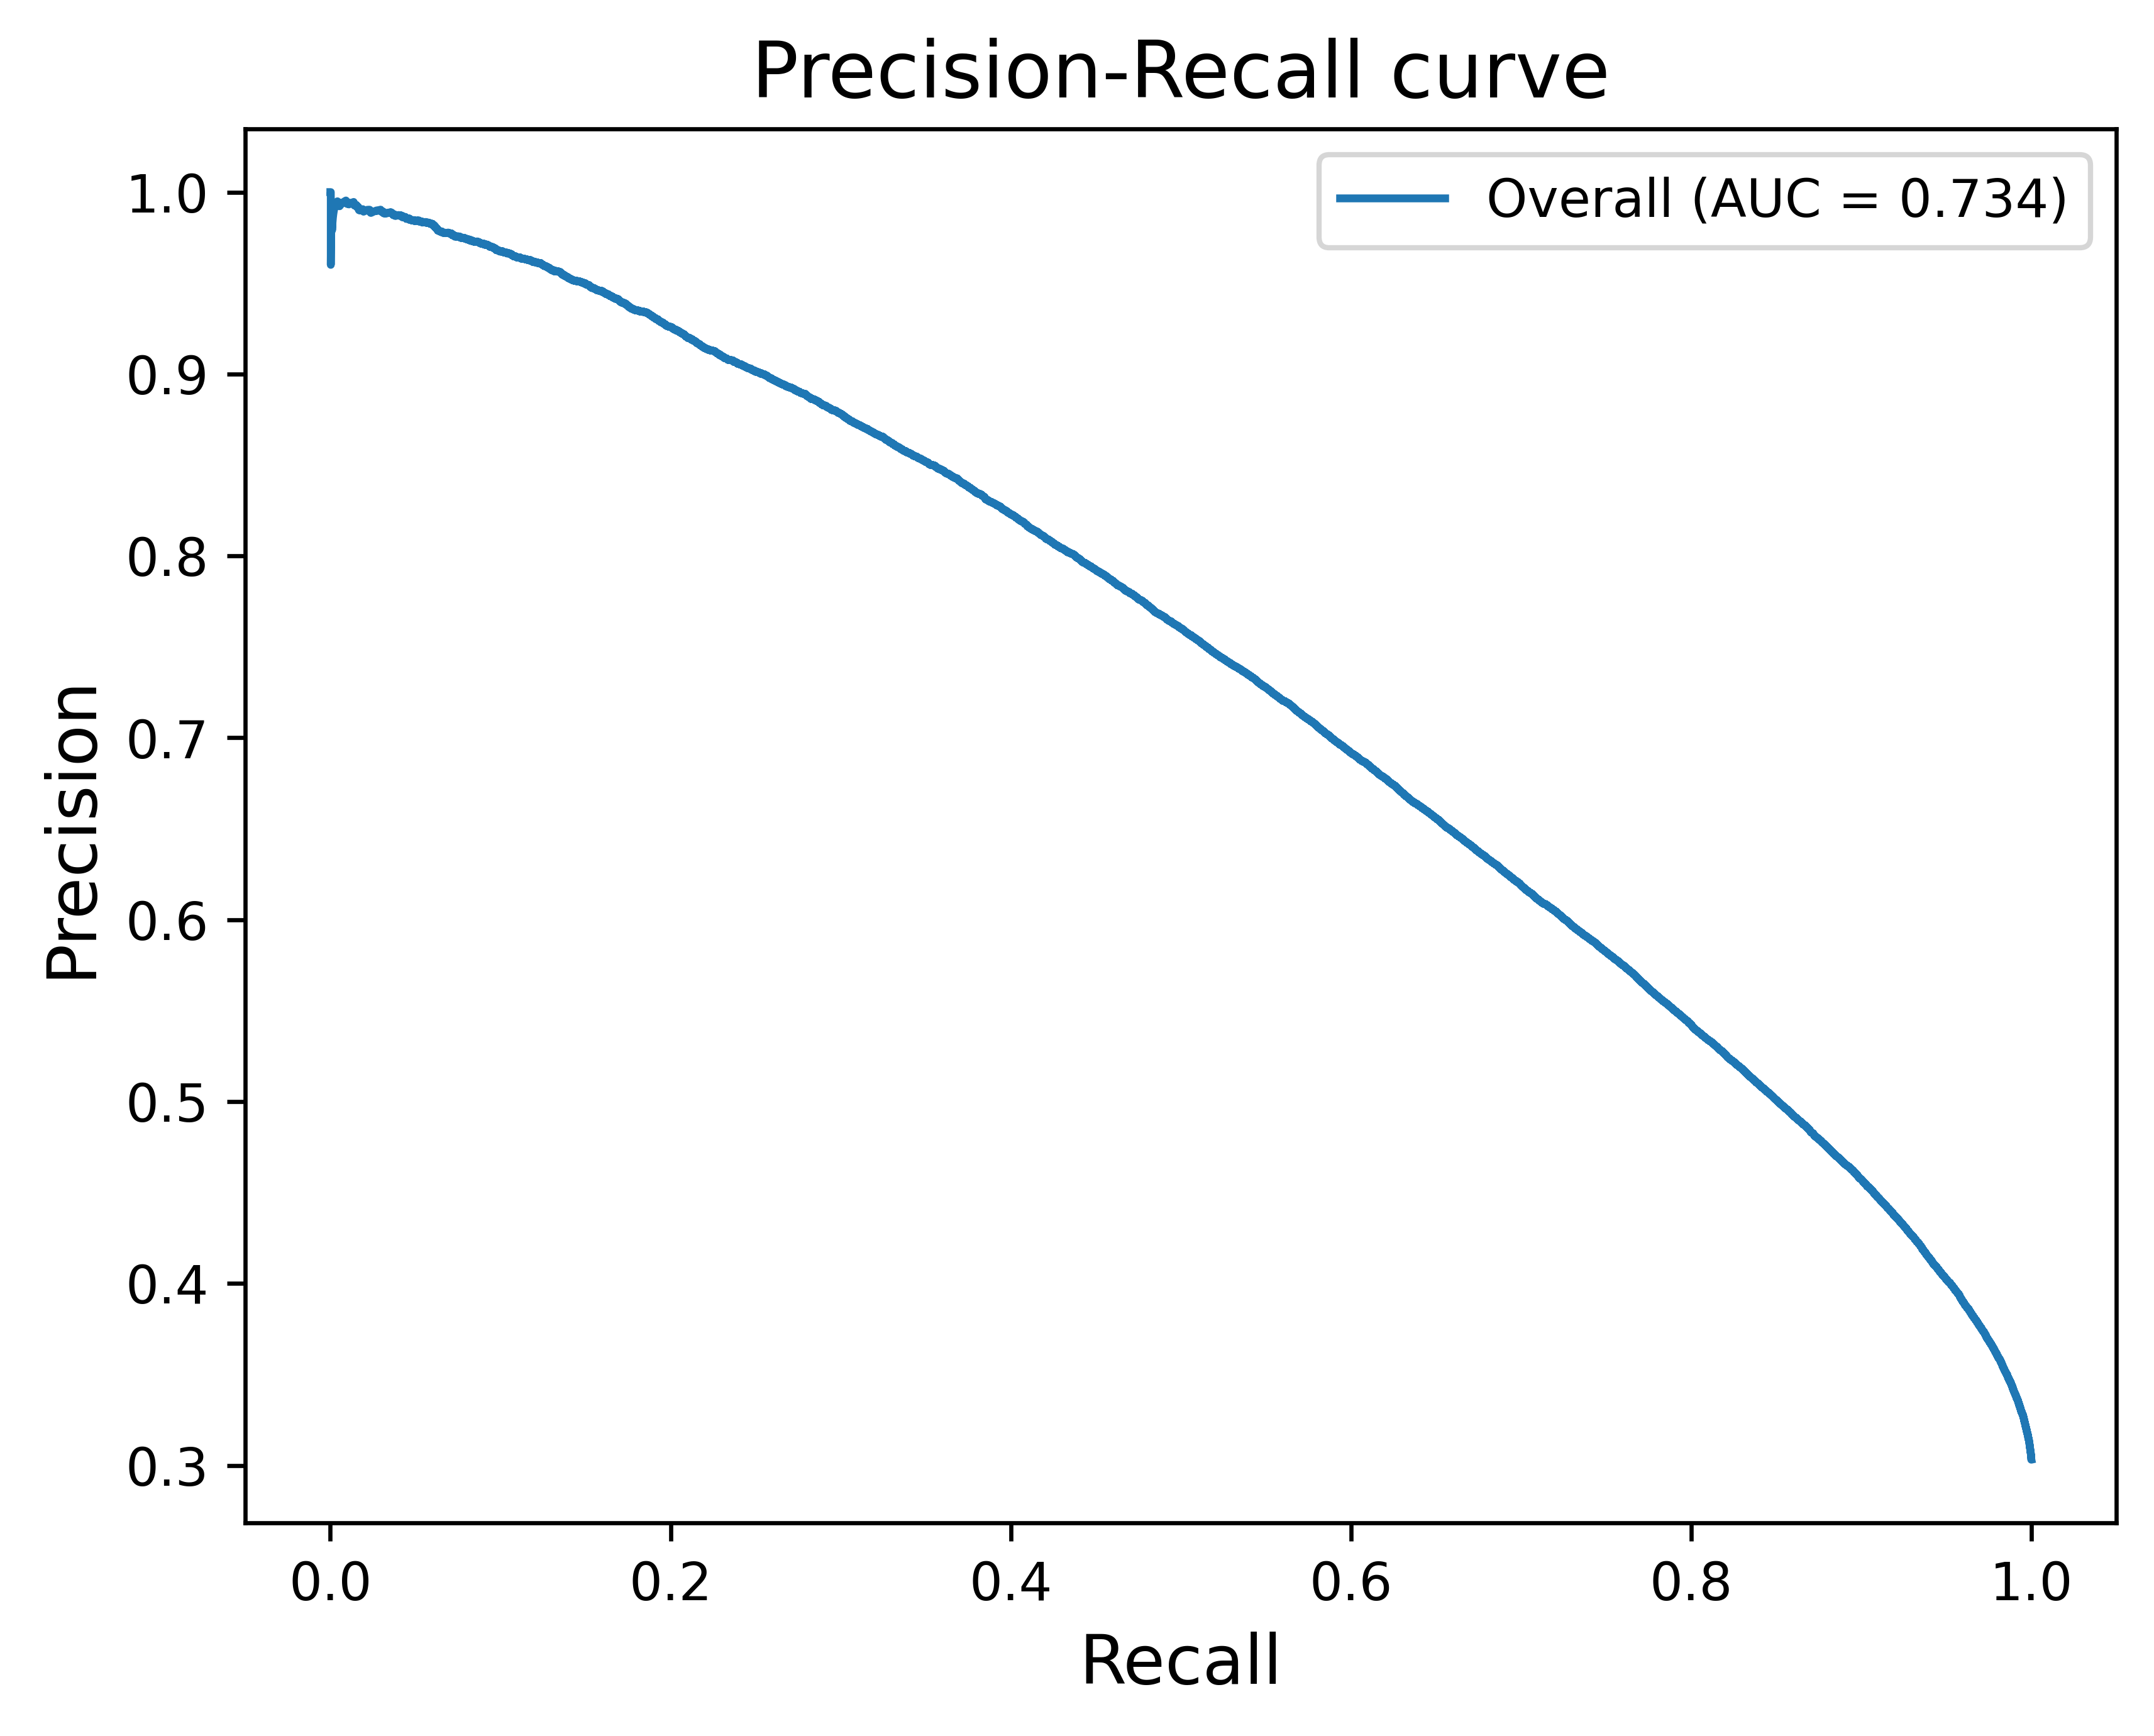 Precision-Recall curve
Overall (AUC = 0.734)
1.0
0.9
0.8
0.7
0.6
0.5
0.4
0.3
Precision
0.0 0.2 0.4 0.6 0.8 1.0
Recall